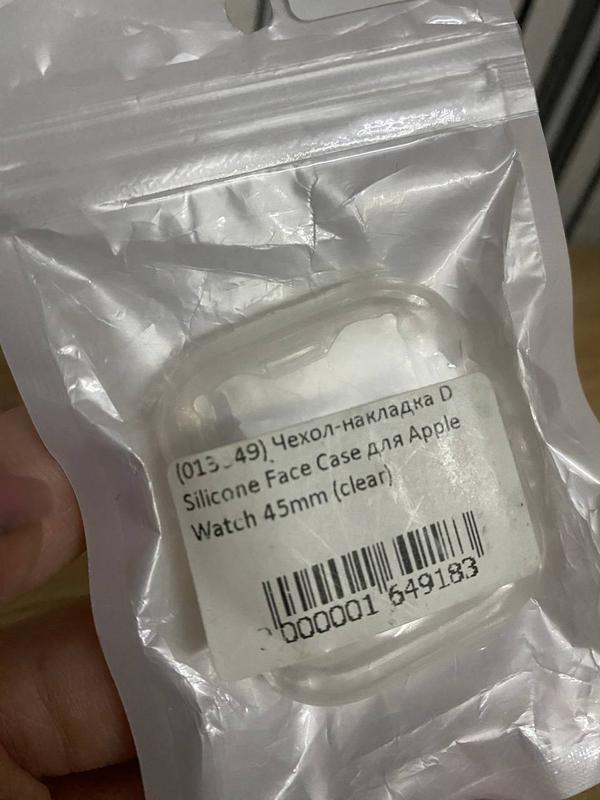 Чехол-накладка D
Silicone Face Case для Apple
Watch 45mm (clear)
000001 649183